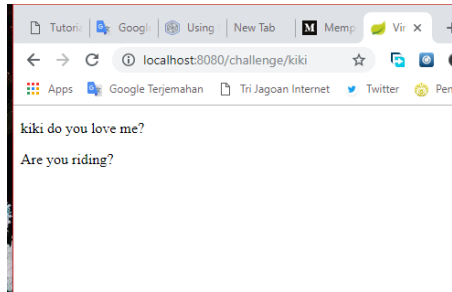 Tutoria Google Using New Tab M Memp Vir
localhost:8080/challenge/kiki
Apps Google Terjemahan Tri Jagoan Internet Twitter Pen
kiki do you love me?
Are you riding?